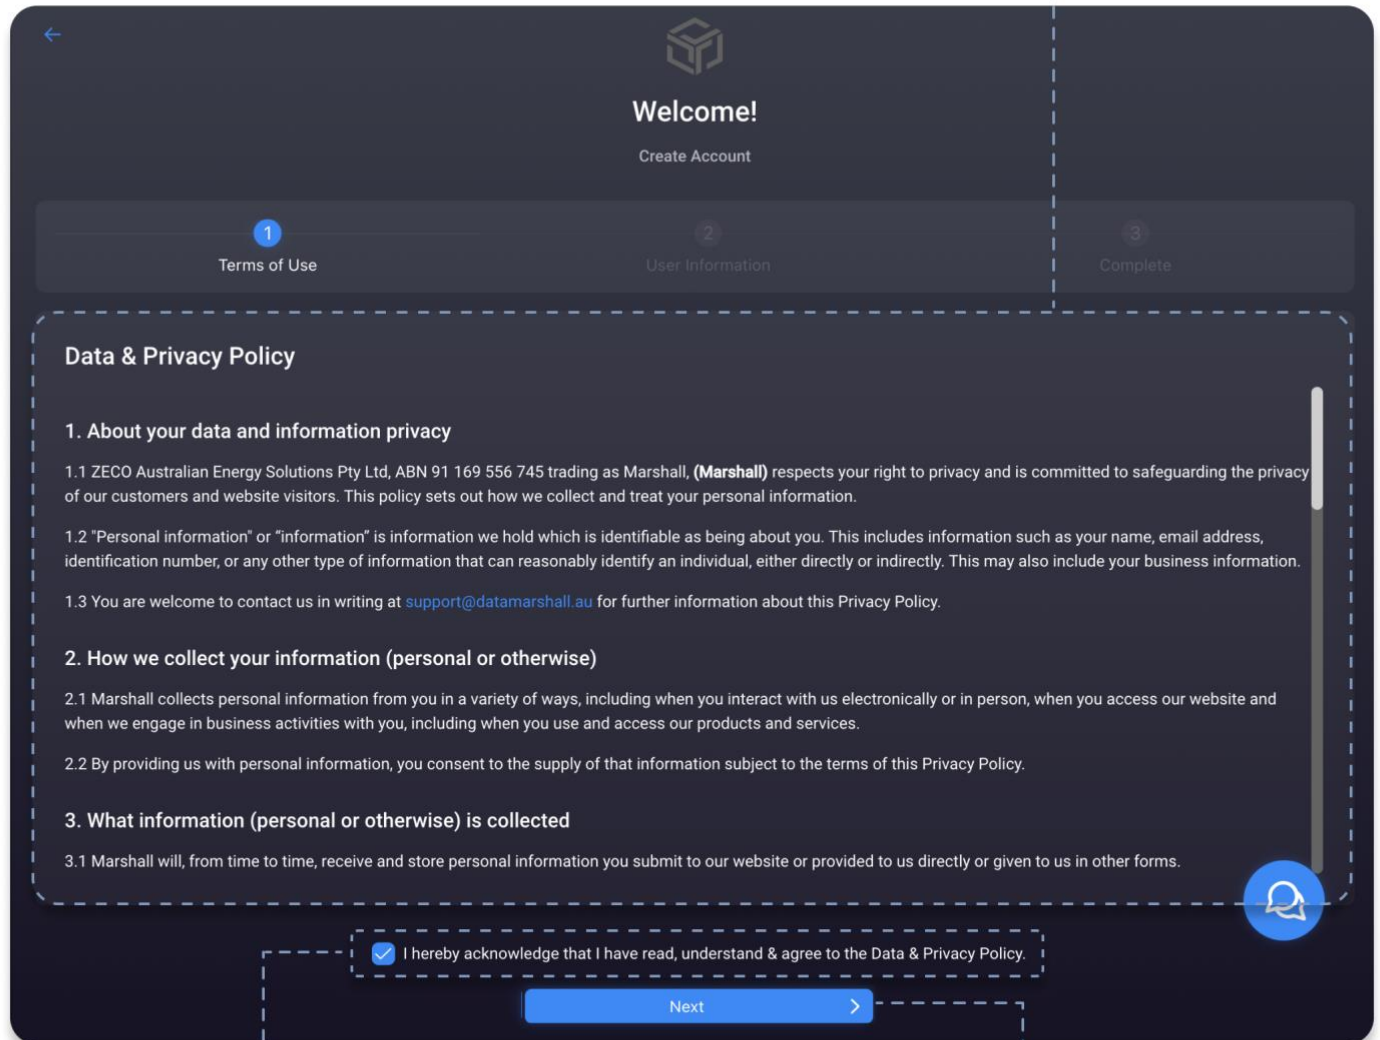 Welcome!
Create Account
1
2
3
Terms of Use
User Information
Complete
Data & Privacy Policy
1. About your data and information privacy
1.1 ZECO Australian Energy Solutions Pty Ltd, ABN 91 169 556 745 trading as Marshall, (Marshall) respects your right to privacy and is committed to safeguarding the privacy
of our customers and website visitors. This policy sets out how we collect and treat your personal information.
1.2 "Personal information" or “information” is information we hold which is identifiable as being about you. This includes information such as your name, email address,
identification number, or any other type of information that can reasonably identify an individual, either directly or indirectly. This may also include your business information.
1.3 You are welcome to contact us in writing at support@datamarshall.au for further information about this Privacy Policy.
2. How we collect your information (personal or otherwise)
2.1 Marshall collects personal information from you in a variety of ways, including when you interact with us electronically or in person, when you access our website and
when we engage in business activities with you, including when you use and access our products and services.
2.2 By providing us with personal information, you consent to the supply of that information subject to the terms of this Privacy Policy.
3. What information (personal or otherwise) is collected
3.1 Marshall will, from time to time, receive and store personal information you submit to our website or provided to us directly or given to us in other forms.
I hereby acknowledge that I have read, understand & agree to the Data & Privacy Policy.
Next